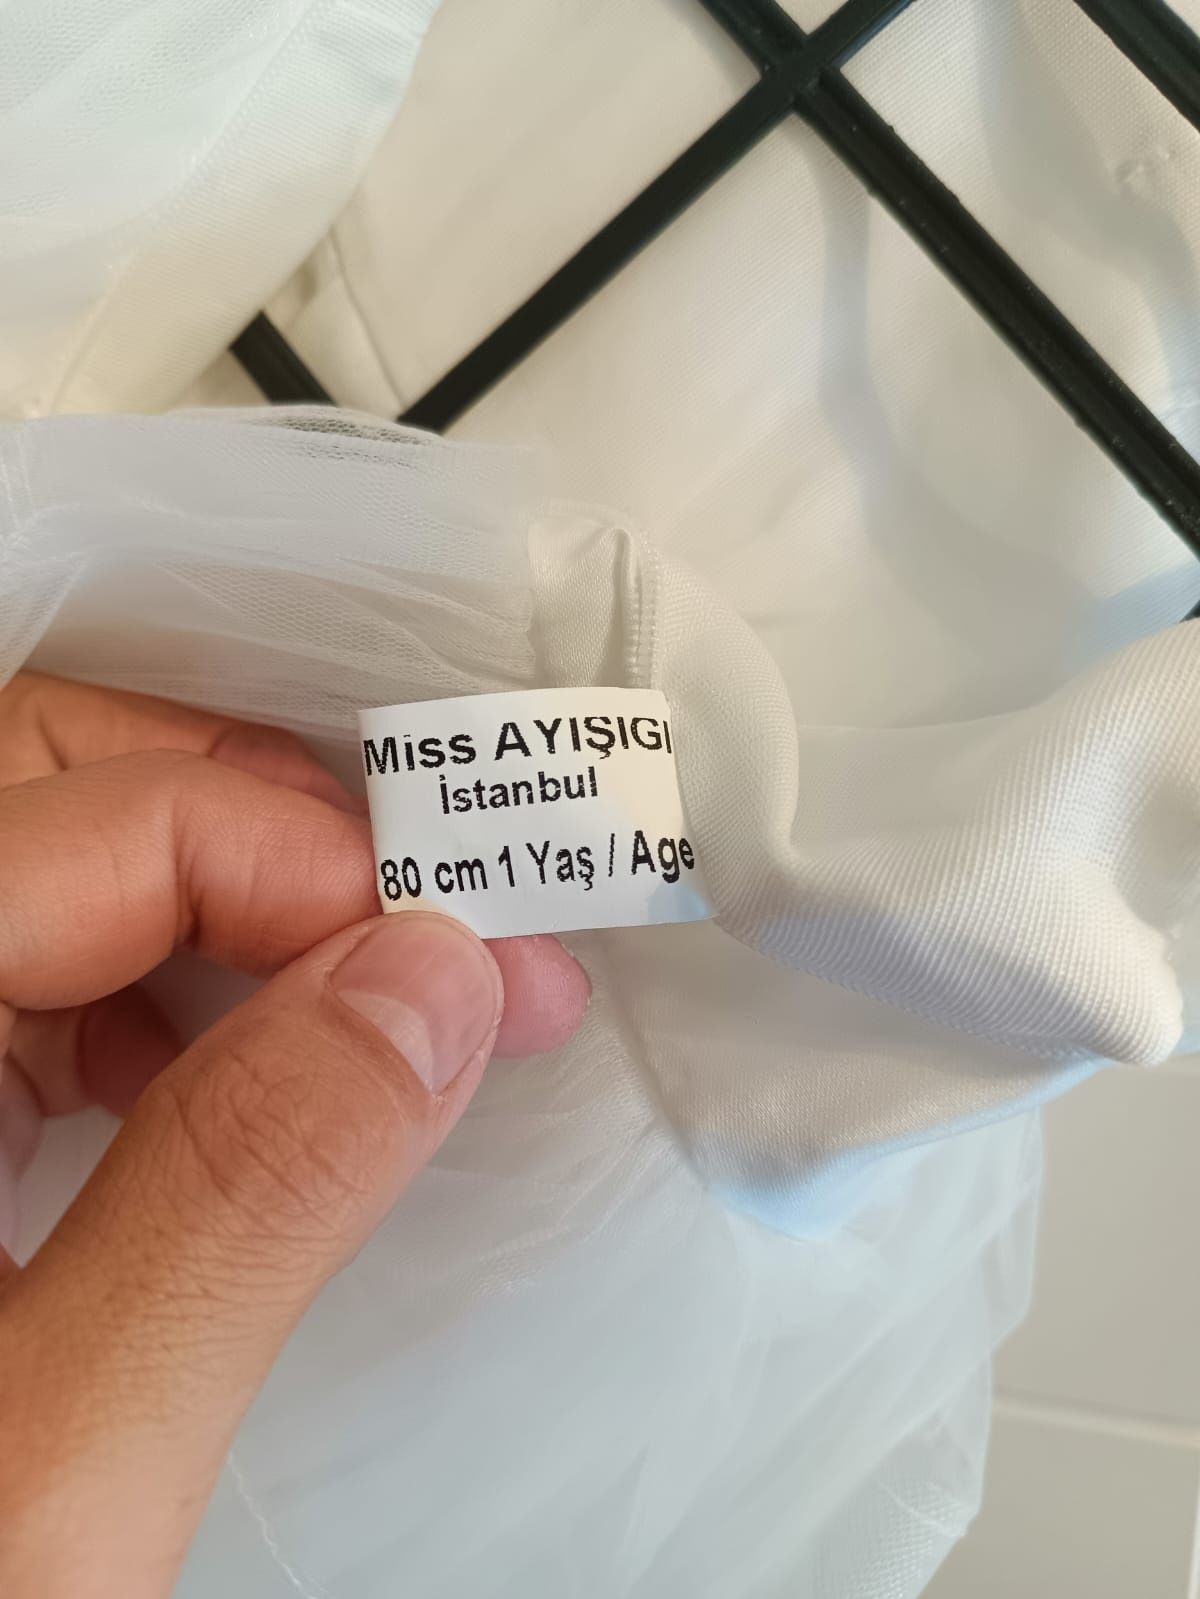 Miss AYIŞIGI
İstanbul
80 cm 1 Yaş / Age